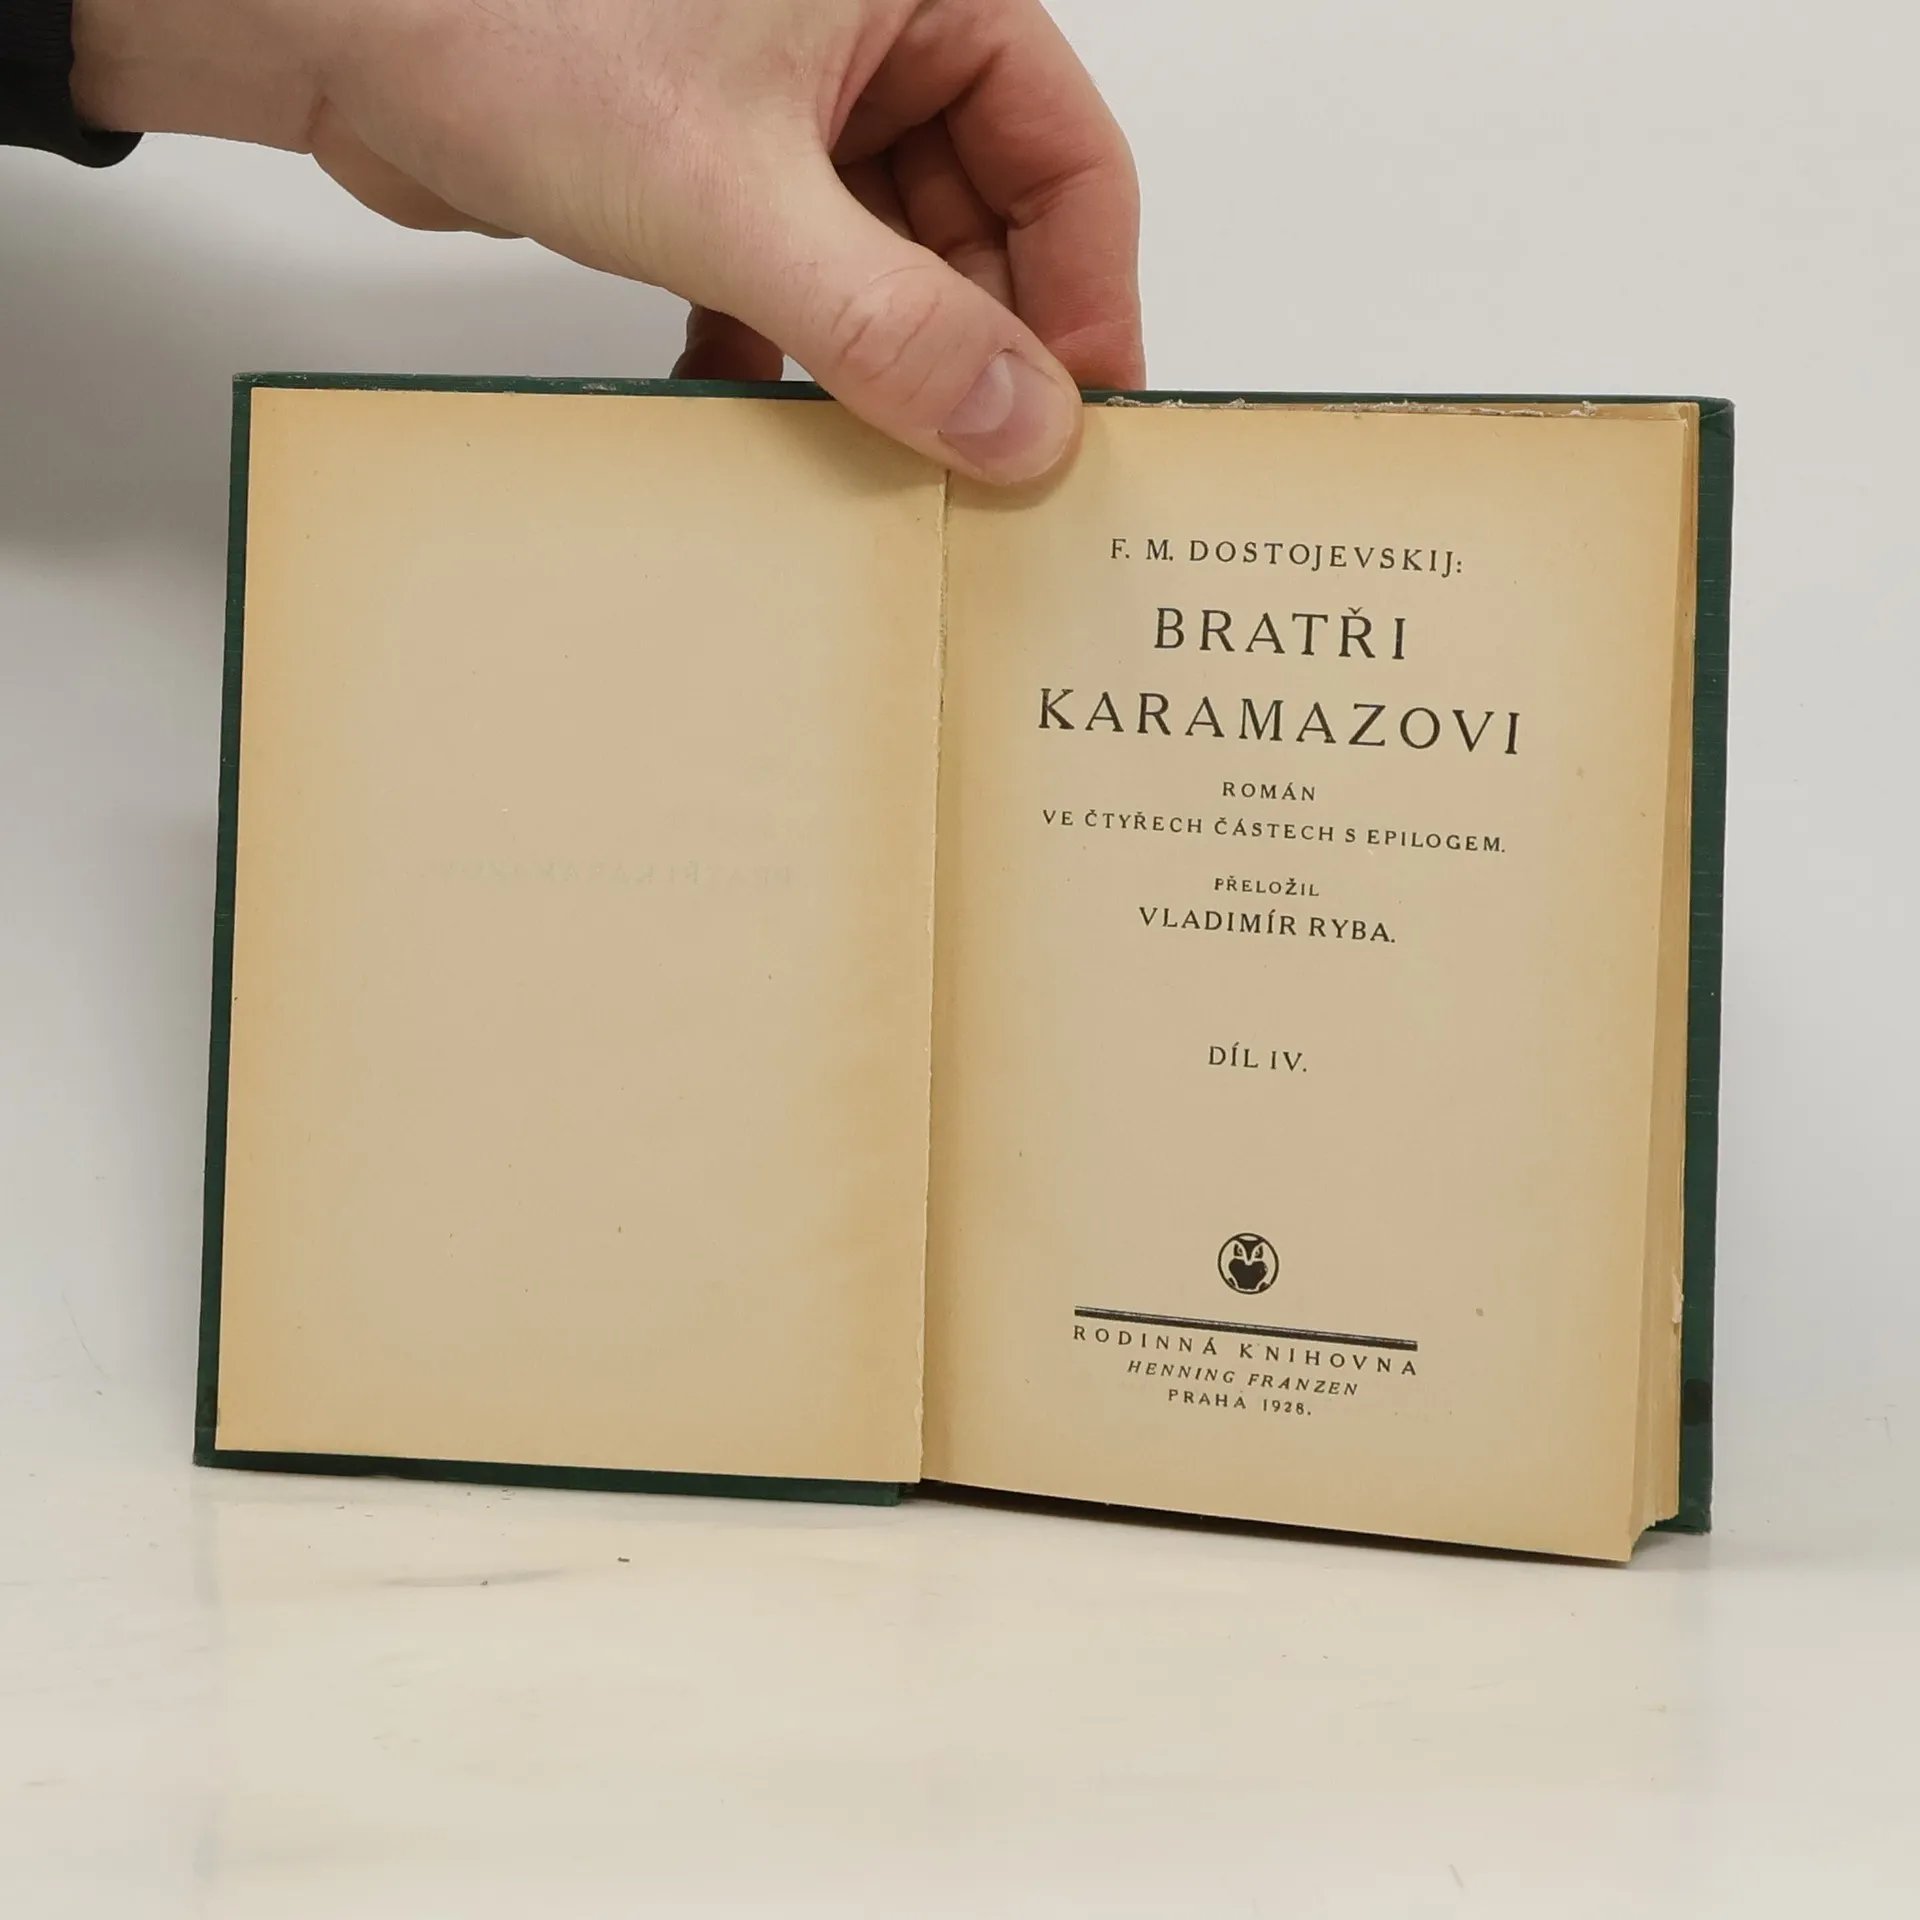 F. M. DOSTOJEVSKIJ:
BRATŘI
KARAMAZOVI
ROMÁN
VE ČTYŘECH ČÁSTECH S EPILOGEM.
PŘELOŽIL
VLADIMÍR RYBA.
DÍL IV.
RODINNÁ KNIHOVNA
HENNING FRANZEN
PRAHA 1928.